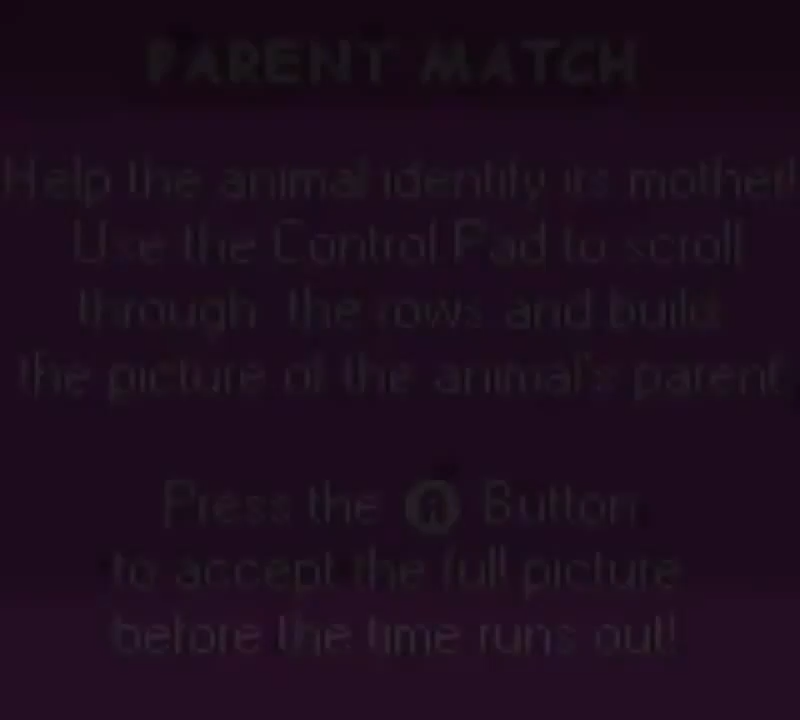 PARENT MATCH
Help the animal identify its mother!
Use the Control Pad to scroll
through the rows and build
the picture of the animal's parent.
Press the A Button
to accept the full picture
before the time runs out!